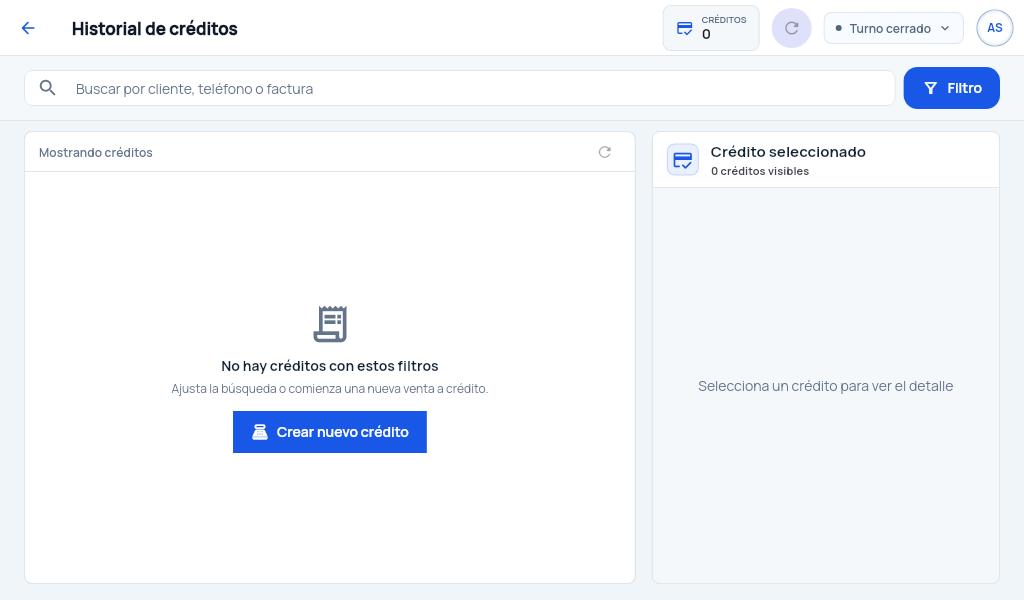 Historial de créditos
CRÉDITOS
0
Turno cerrado
AS
Buscar por cliente, teléfono o factura
Filtro
Mostrando créditos
Crédito seleccionado
0 créditos visibles
No hay créditos con estos filtros
Ajusta la búsqueda o comienza una nueva venta a crédito.
Crear nuevo crédito
Selecciona un crédito para ver el detalle